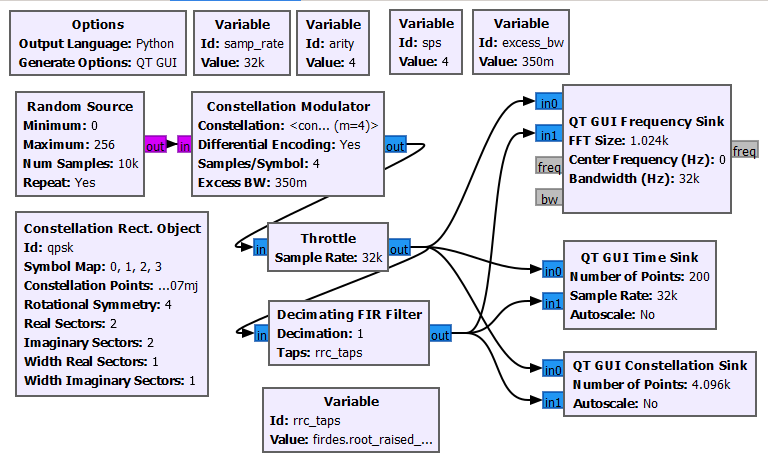 Options
Output Language: Python
Generate Options: QT GUI
Variable
Id: samp_rate
Value: 32k
Variable
Id: arity
Value: 4
Variable
Id: sps
Value: 4
Variable
Id: excess_bw
Value: 350m
Random Source
Minimum: 0
Maximum: 256
Num Samples: 10k
Repeat: Yes
out
in
Constellation Modulator
Constellation: <con... (m=4)>
Differential Encoding: Yes
Samples/Symbol: 4
Excess BW: 350m
out
in0
in1
freq
bw
QT GUI Frequency Sink
FFT Size: 1.024k
Center Frequency (Hz): 0
Bandwidth (Hz): 32k
freq
Constellation Rect. Object
Id: qpsk
Symbol Map: 0, 1, 2, 3
Constellation Points: ...07mj
Rotational Symmetry: 4
Real Sectors: 2
Imaginary Sectors: 2
Width Real Sectors: 1
Width Imaginary Sectors: 1
in
Throttle
Sample Rate: 32k
out
in0
in1
QT GUI Time Sink
Number of Points: 200
Sample Rate: 32k
Autoscale: No
in
Decimating FIR Filter
Decimation: 1
Taps: rrc_taps
out
in0
in1
QT GUI Constellation Sink
Number of Points: 4.096k
Autoscale: No
Variable
Id: rrc_taps
Value: firdes.root_raised_...